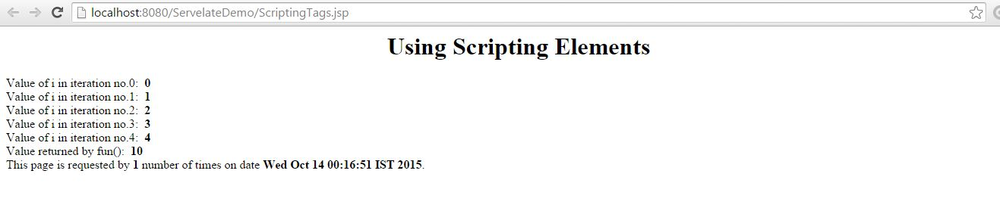 localhost:8080/ServelateDemo/ScriptingTags.jsp
Using Scripting Elements
Value of i in iteration no.0: 0
Value of i in iteration no.1: 1
Value of i in iteration no.2: 2
Value of i in iteration no.3: 3
Value of i in iteration no.4: 4
Value returned by fun(): 10
This page is requested by 1 number of times on date Wed Oct 14 00:16:51 IST 2015.